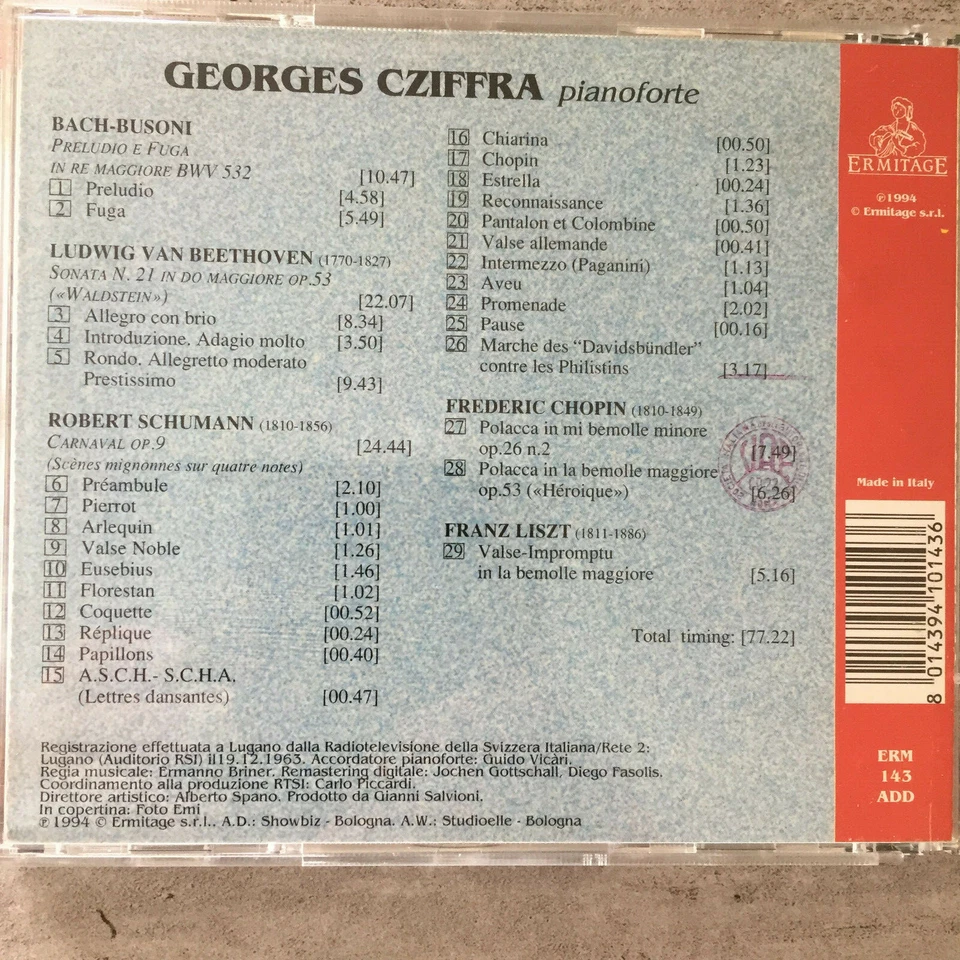 GEORGES CZIFFRA pianoforte
BACH-BUSONI
PRELUDIO E FUGA
IN RE MAGGIORE BWV 532 [10.47]
1 Preludio [4.58]
2 Fuga [5.49]
LUDWIG VAN BEETHOVEN (1770-1827)
SONATA N. 21 IN DO MAGGIORE OP.53
(«WALDSTEIN») [22.07]
3 Allegro con brio [8.34]
4 Introduzione. Adagio molto [3.50]
5 Rondo. Allegretto moderato
Prestissimo [9.43]
ROBERT SCHUMANN (1810-1856)
CARNAVAL OP.9 [24.44]
(Scènes mignonnes sur quatre notes)
6 Préambule [2.10]
7 Pierrot [1.00]
8 Arlequin [1.01]
9 Valse Noble [1.26]
10 Eusebius [1.46]
11 Florestan [1.02]
12 Coquette [00.52]
13 Réplique [00.24]
14 Papillons [00.40]
15 A.S.C.H.- S.C.H.A.
(Lettres dansantes) [00.47]
16 Chiarina [00.50]
17 Chopin [1.23]
18 Estrella [00.24]
19 Reconnaissance [1.36]
20 Pantalon et Colombine [00.50]
21 Valse allemande [00.41]
22 Intermezzo (Paganini) [1.13]
23 Aveu [1.04]
24 Promenade [2.02]
25 Pause [00.16]
26 Marche des "Davidsbündler"
contre les Philistins [3.17]
FREDERIC CHOPIN (1810-1849)
27 Polacca in mi bemolle minore
op.26 n.2 [7.49]
28 Polacca in la bemolle maggiore
op.53 («Héroique») [6.26]
FRANZ LISZT (1811-1886)
29 Valse-Impromptu
in la bemolle maggiore [5.16]
Total timing: [77.22]
Registrazione effettuata a Lugano dalla Radiotelevisione della Svizzera Italiana/Rete 2:
Lugano (Auditorio RSI) il19.12.1963. Accordatore pianoforte: Guido Vicàri.
Regia musicale: Ermanno Briner. Remastering digitale: Jochen Gottschall, Diego Fasolis.
Coordinamento alla produzione RTSI: Carlo Piccardi.
Direttore artistico: Alberto Spano. Prodotto da Gianni Salvioni.
In copertina: Foto Emi
℗ 1994 © Ermitage s.r.l.. A.D.: Showbiz - Bologna. A.W.: Studioelle - Bologna
ERMITAGE
℗1994
© Ermitage s.r.l.
Made in Italy
8 014394 101436
ERM
143
ADD